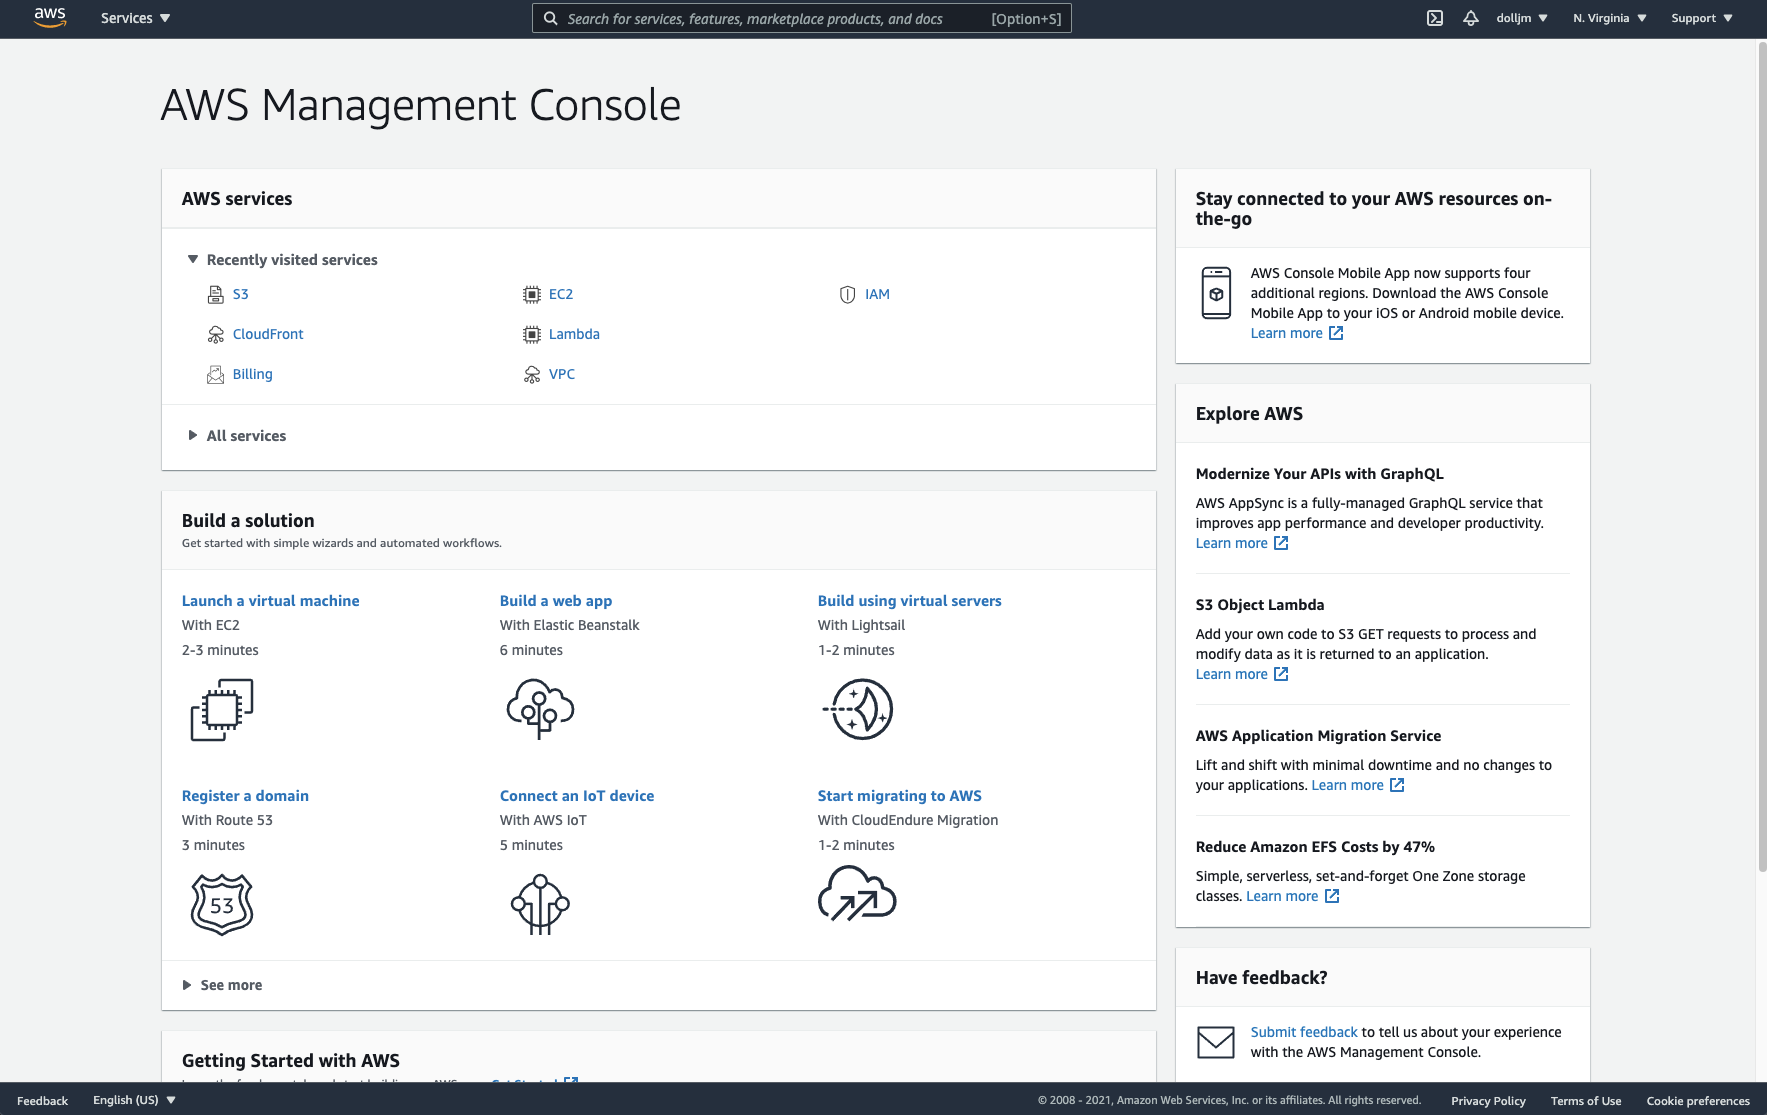 aws
Services
Search for services, features, marketplace products, and docs [Option+S]
dolljm
N. Virginia
Support
AWS Management Console
AWS services
Recently visited services
S3
EC2
IAM
CloudFront
Lambda
Billing
VPC
All services
Build a solution
Get started with simple wizards and automated workflows.
Launch a virtual machine
With EC2
2-3 minutes
Build a web app
With Elastic Beanstalk
6 minutes
Build using virtual servers
With Lightsail
1-2 minutes
Register a domain
With Route 53
3 minutes
53
Connect an IoT device
With AWS IoT
5 minutes
Start migrating to AWS
With CloudEndure Migration
1-2 minutes
See more
Getting Started with AWS
Stay connected to your AWS resources on-
the-go
AWS Console Mobile App now supports four
additional regions. Download the AWS Console
Mobile App to your iOS or Android mobile device.
Learn more
Explore AWS
Modernize Your APIs with GraphQL
AWS AppSync is a fully-managed GraphQL service that
improves app performance and developer productivity.
Learn more
S3 Object Lambda
Add your own code to S3 GET requests to process and
modify data as it is returned to an application.
Learn more
AWS Application Migration Service
Lift and shift with minimal downtime and no changes to
your applications. Learn more
Reduce Amazon EFS Costs by 47%
Simple, serverless, set-and-forget One Zone storage
classes. Learn more
Have feedback?
Submit feedback to tell us about your experience
with the AWS Management Console.
Feedback
English (US)
© 2008 - 2021, Amazon Web Services, Inc. or its affiliates. All rights reserved.
Privacy Policy
Terms of Use
Cookie preferences